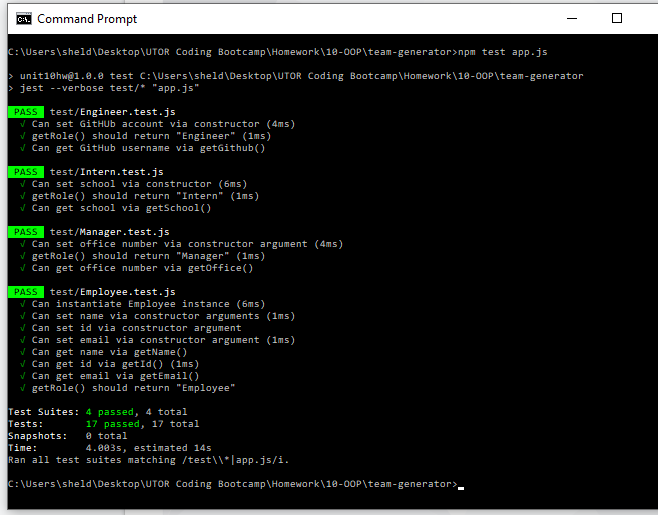 Command Prompt
C:\Users\sheld\Desktop\UTOR Coding Bootcamp\Homework\10-OOP\team-generator>npm test app.js
> unit10hw@1.0.0 test C:\Users\sheld\Desktop\UTOR Coding Bootcamp\Homework\10-OOP\team-generator
> jest --verbose test/* "app.js"
PASS test/Engineer.test.js
√ Can set GitHUb account via constructor (4ms)
√ getRole() should return "Engineer" (1ms)
√ Can get GitHub username via getGithub()
PASS test/Intern.test.js
√ Can set school via constructor (6ms)
√ getRole() should return "Intern" (1ms)
√ Can get school via getSchool()
PASS test/Manager.test.js
√ Can set office number via constructor argument (4ms)
√ getRole() should return "Manager" (1ms)
√ Can get office number via getOffice()
PASS test/Employee.test.js
√ Can instantiate Employee instance (6ms)
√ Can set name via constructor arguments (1ms)
√ Can set id via constructor argument
√ Can set email via constructor argument (1ms)
√ Can get name via getName()
√ Can get id via getId() (1ms)
√ Can get email via getEmail()
√ getRole() should return "Employee"
Test Suites: 4 passed, 4 total
Tests: 17 passed, 17 total
Snapshots: 0 total
Time: 4.003s, estimated 14s
Ran all test suites matching /test\\*|app.js/i.
C:\Users\sheld\Desktop\UTOR Coding Bootcamp\Homework\10-OOP\team-generator>